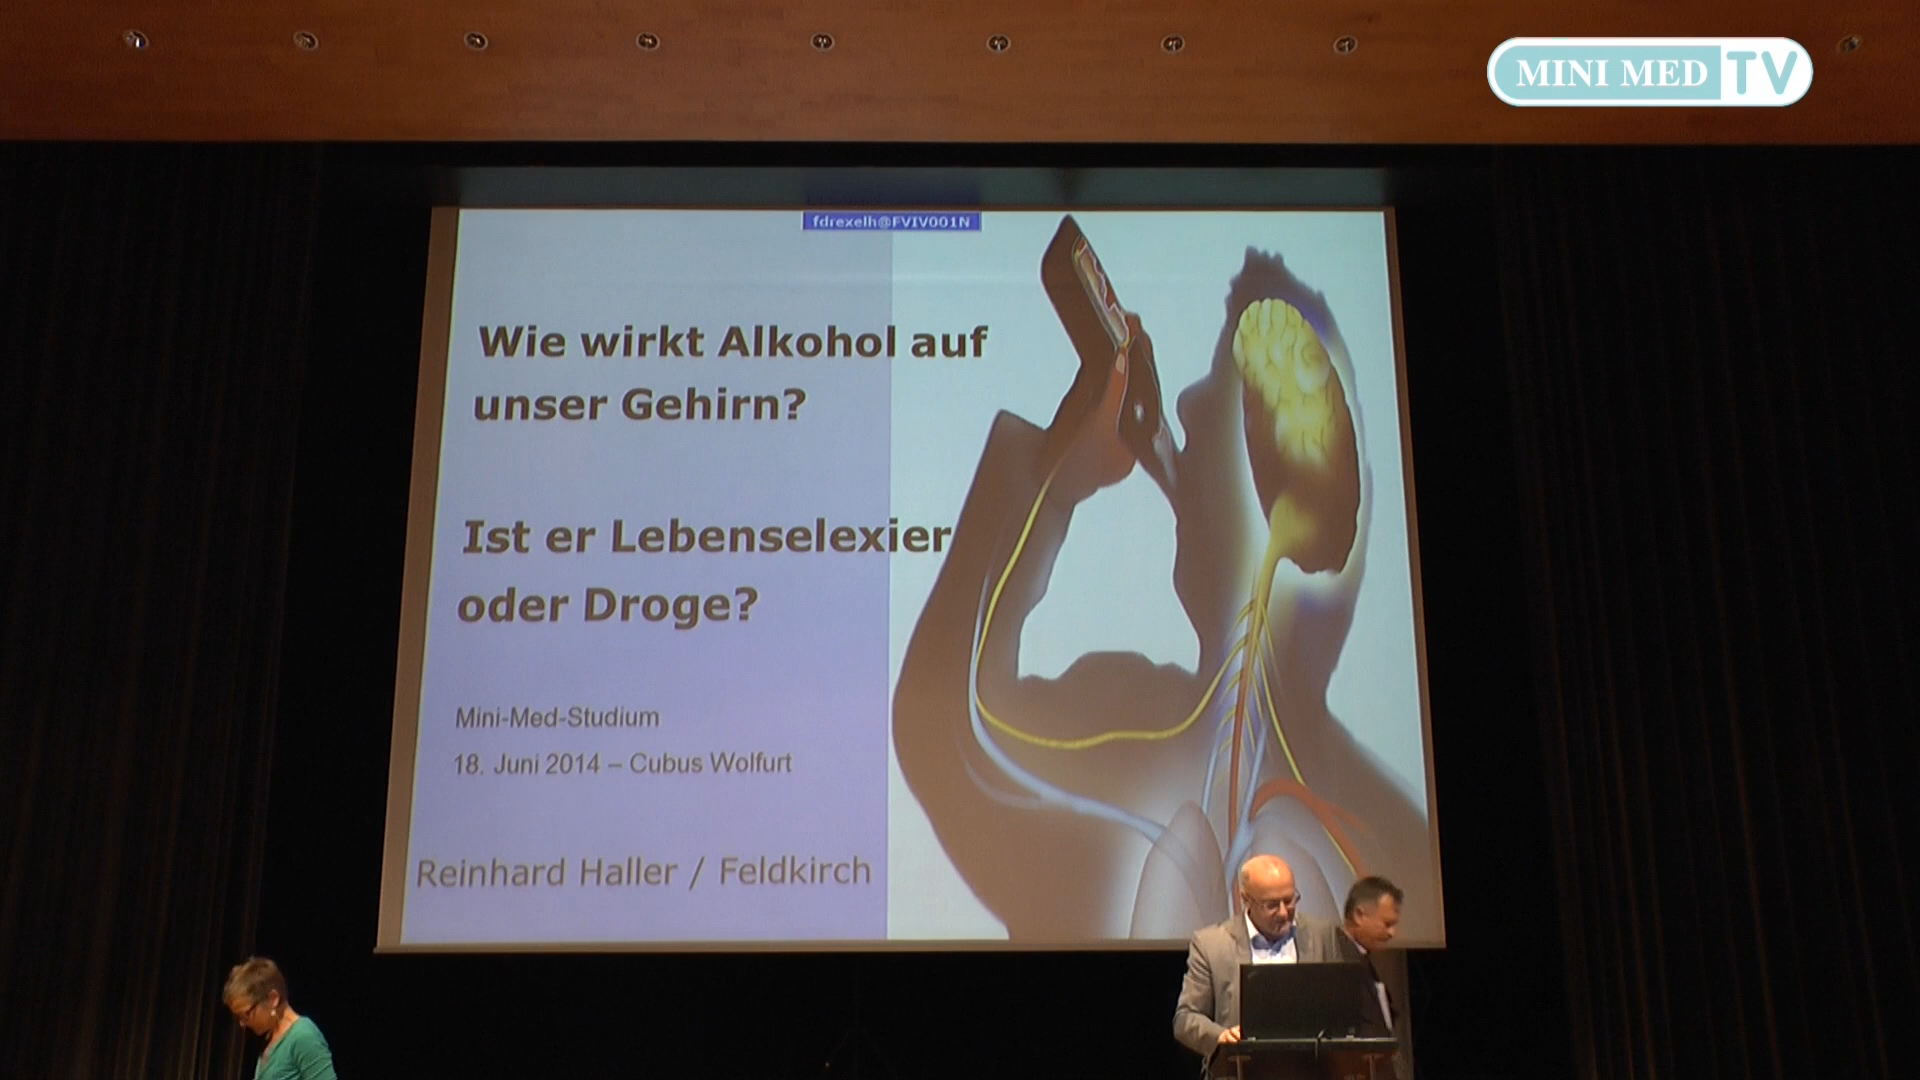 MINI MED TV
fdrexelh@FVIV001N
Wie wirkt Alkohol auf
unser Gehirn?
Ist er Lebenselexier
oder Droge?
Mini-Med-Studium
18. Juni 2014 – Cubus Wolfurt
Reinhard Haller / Feldkirch